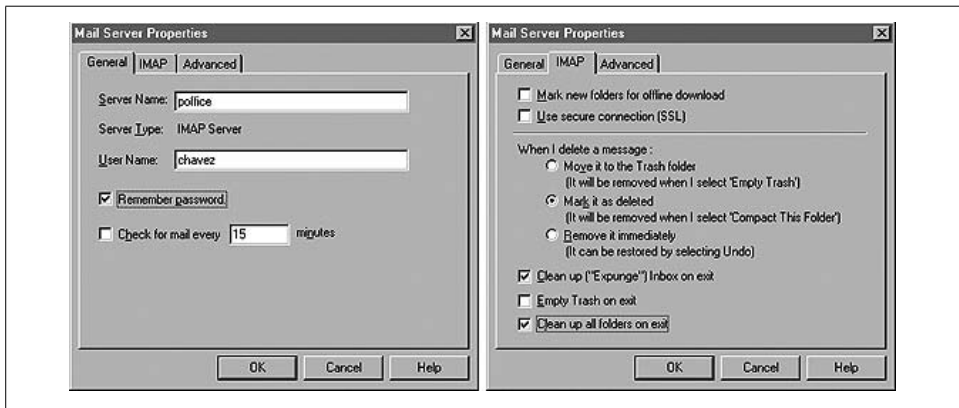 Mail Server Properties
General IMAP Advanced
Server Name: poffice
Server Type: IMAP Server
User Name: chavez
Remember password.
Check for mail every 15 minutes
OK Cancel Help
Mail Server Properties
General IMAP Advanced
Mark new folders for offline download
Use secure connection (SSL)
When I delete a message :
Move it to the Trash folder
(It will be removed when I select 'Empty Trash')
Mark it as deleted
(It will be removed when I select 'Compact This Folder')
Remove it immediately
(It can be restored by selecting Undo)
Clean up ("Expunge") Inbox on exit
Empty Trash on exit
Clean up all folders on exit
OK Cancel Help